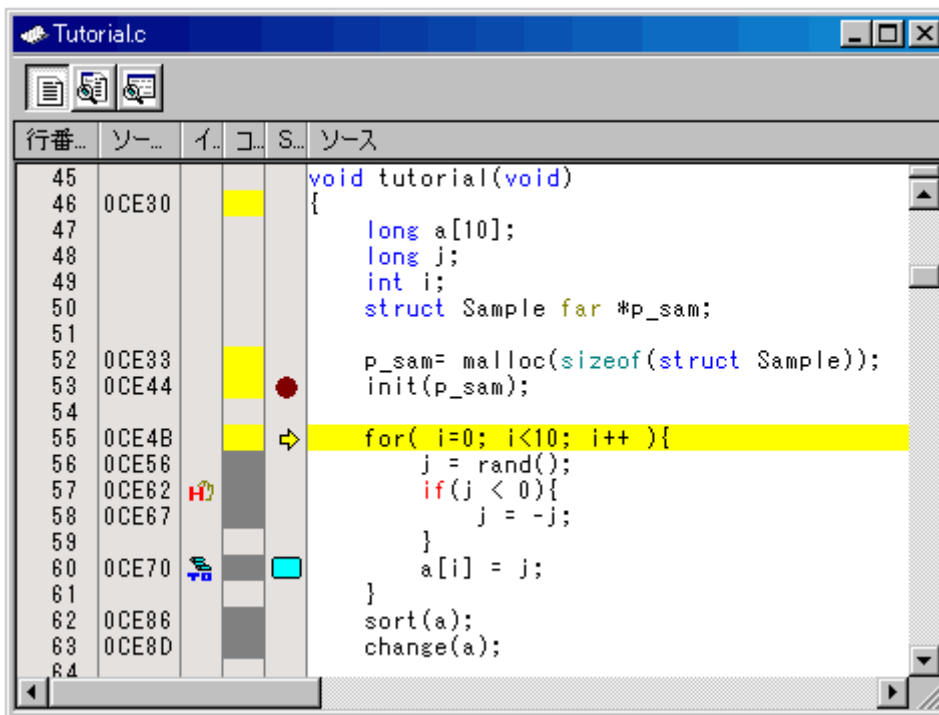 Tutorial.c
行番... ソー... イ.. コ.. S... ソース
45 void tutorial(void)
46 0CE30 {
47 long a[10];
48 long j;
49 int i;
50 struct Sample far *p_sam;
51
52 0CE33 p_sam= malloc(sizeof(struct Sample));
53 0CE44 init(p_sam);
54
55 0CE4B for( i=0; i<10; i++ ){
56 0CE56 j = rand();
57 0CE62 H if(j < 0){
58 0CE67 j = -j;
59 }
60 0CE70 a[i] = j;
61 }
62 0CE86 sort(a);
63 0CE8D change(a);
64